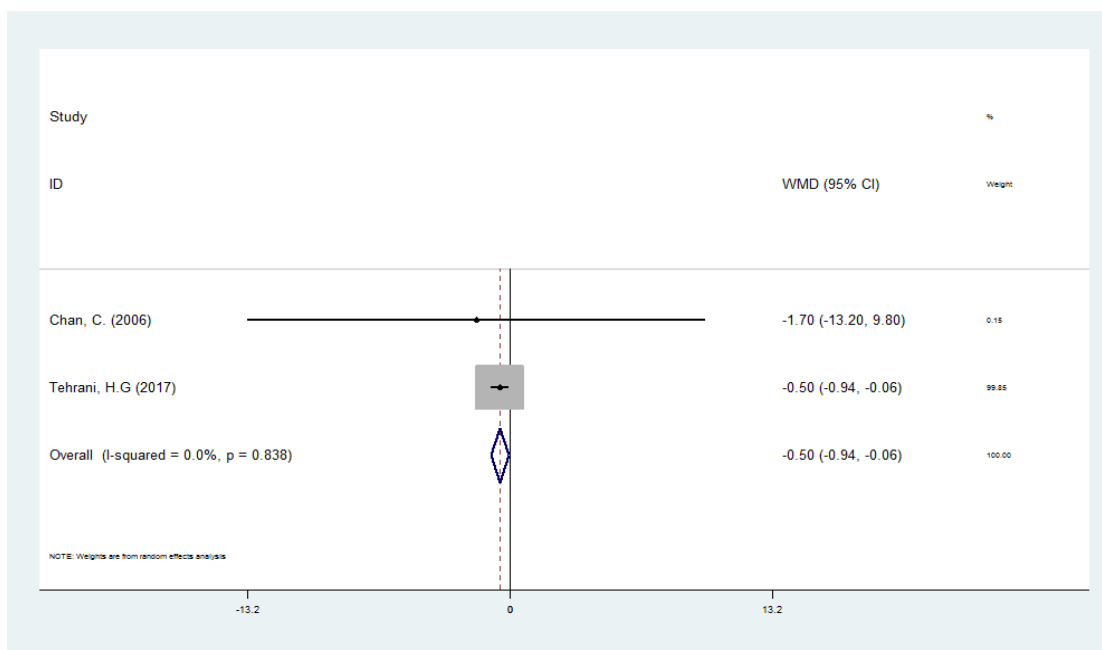 Study %
ID WMD (95% CI) Weight
Chan, C. (2006) -1.70 (-13.20, 9.80) 0.15
Tehrani, H.G (2017) -0.50 (-0.94, -0.06) 99.85
Overall (I-squared = 0.0%, p = 0.838) -0.50 (-0.94, -0.06) 100.00
NOTE: Weights are from random effects analysis
-13.2 0 13.2